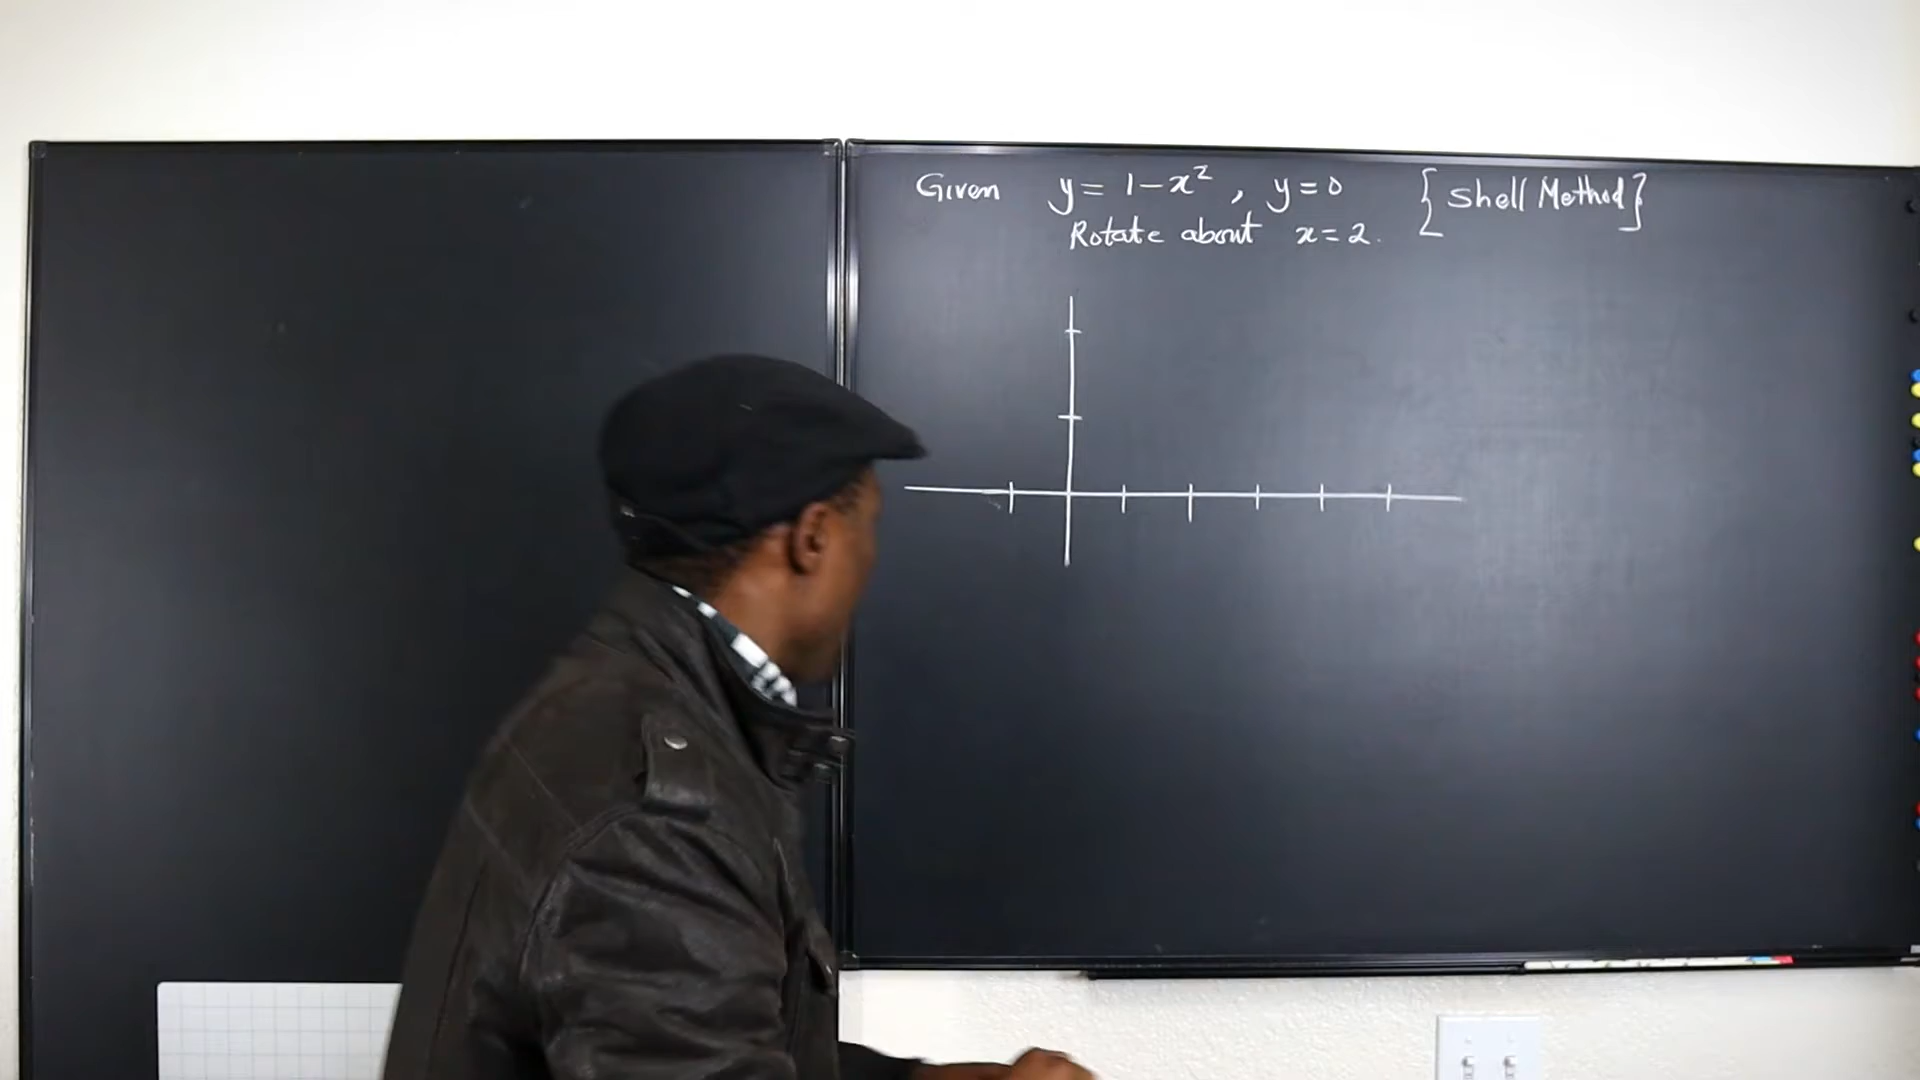 Given y = 1 - x², y = 0 [Shell Method]
Rotate about x = 2.